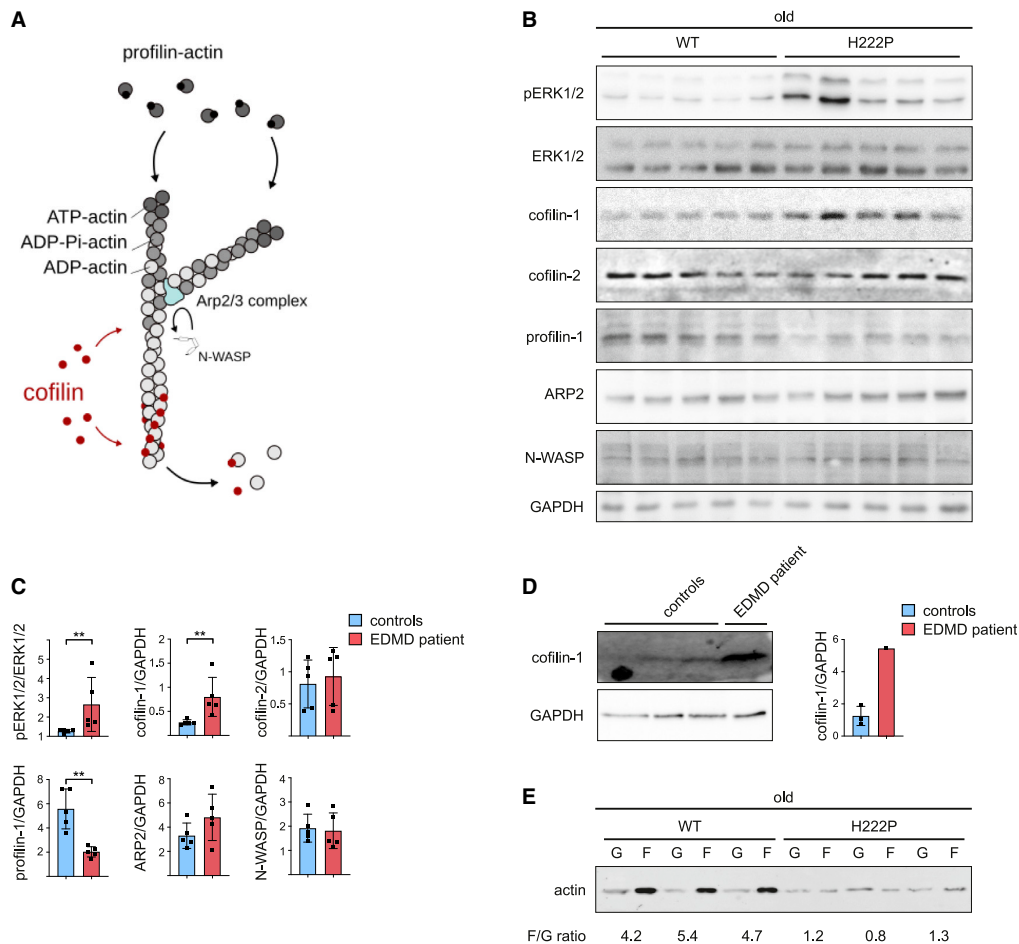 A
profilin-actin
ATP-actin
ADP-Pi-actin
ADP-actin
Arp2/3 complex
N-WASP
cofilin
B
old
WT H222P
pERK1/2
ERK1/2
cofilin-1
cofilin-2
profilin-1
ARP2
N-WASP
GAPDH
C
controls
EDMD patient
pERK1/2/ERK1/2
5
4
3
2
1
**
cofilin-1/GAPDH
2
1.5
1
0.5
**
cofilin-2/GAPDH
1.5
1
0.5
profilin-1/GAPDH
8
6
4
2
**
ARP2/GAPDH
8
6
4
2
N-WASP/GAPDH
4
3
2
1
D
controls
EDMD patient
cofilin-1
GAPDH
controls
EDMD patient
cofilin-1/GAPDH
6
4
2
E
old
WT H222P
G F G F G F G F G F G F
actin
F/G ratio 4.2 5.4 4.7 1.2 0.8 1.3